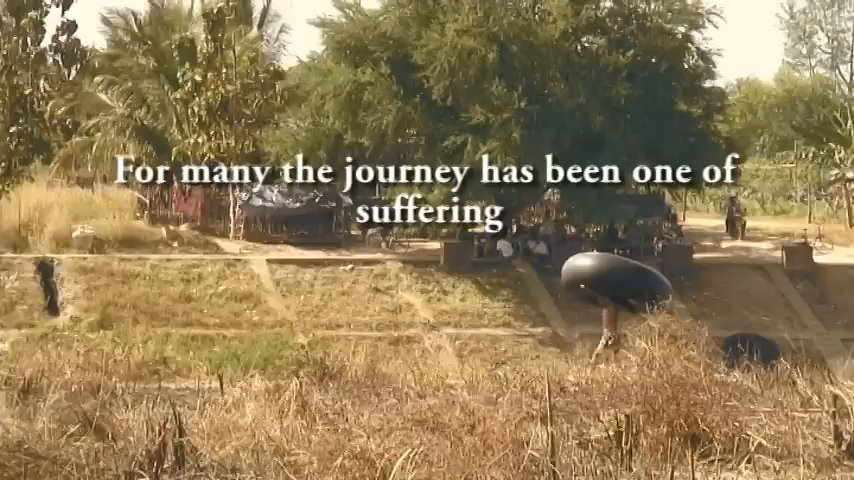 For many the journey has been one of
suffering